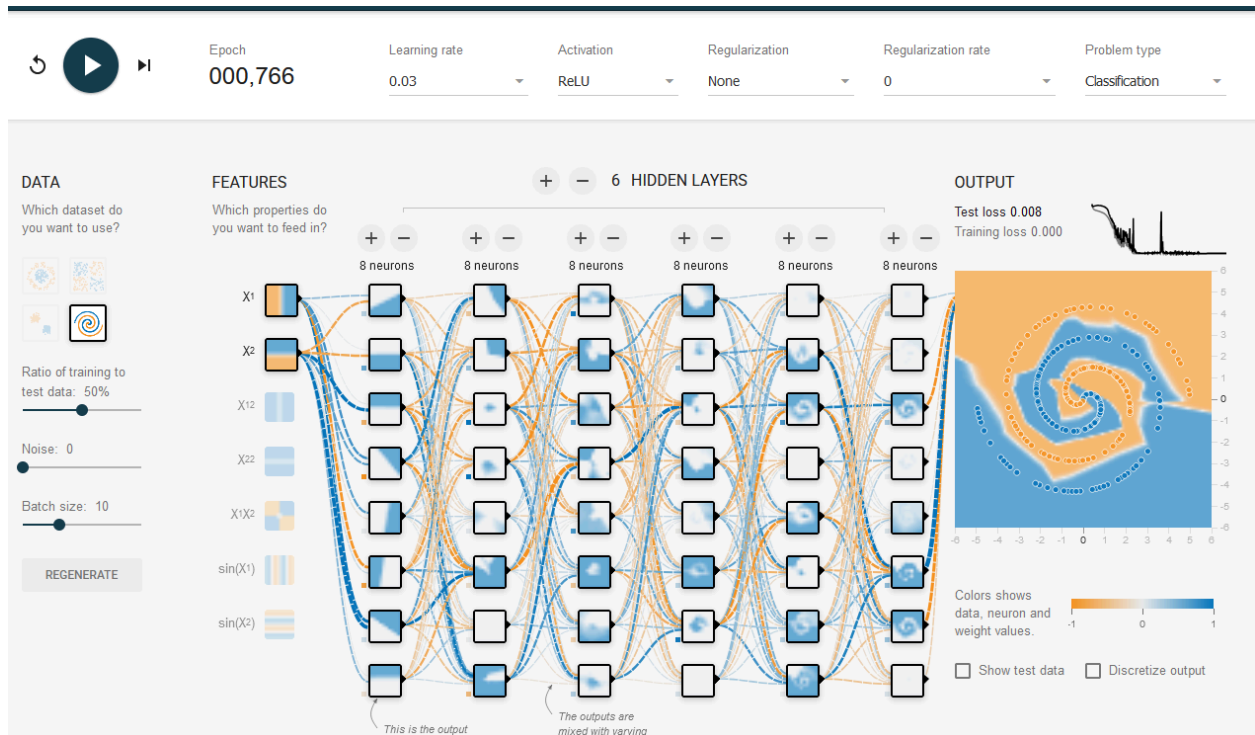 Epoch
000,766
Learning rate
0.03
Activation
ReLU
Regularization
None
Regularization rate
0
Problem type
Classification
DATA
Which dataset do
you want to use?
Ratio of training to
test data: 50%
Noise: 0
Batch size: 10
REGENERATE
FEATURES
Which properties do
you want to feed in?
X1
X2
X12
X22
X1X2
sin(X1)
sin(X2)
+ − 6 HIDDEN LAYERS
+ − + − + − + − + − + −
8 neurons 8 neurons 8 neurons 8 neurons 8 neurons 8 neurons
This is the output
The outputs are
mixed with varying
OUTPUT
Test loss 0.008
Training loss 0.000
6
5
4
3
2
1
0
-1
-2
-3
-4
-5
-6
-6 -5 -4 -3 -2 -1 0 1 2 3 4 5 6
Colors shows
data, neuron and
weight values.
-1 0 1
Show test data
Discretize output